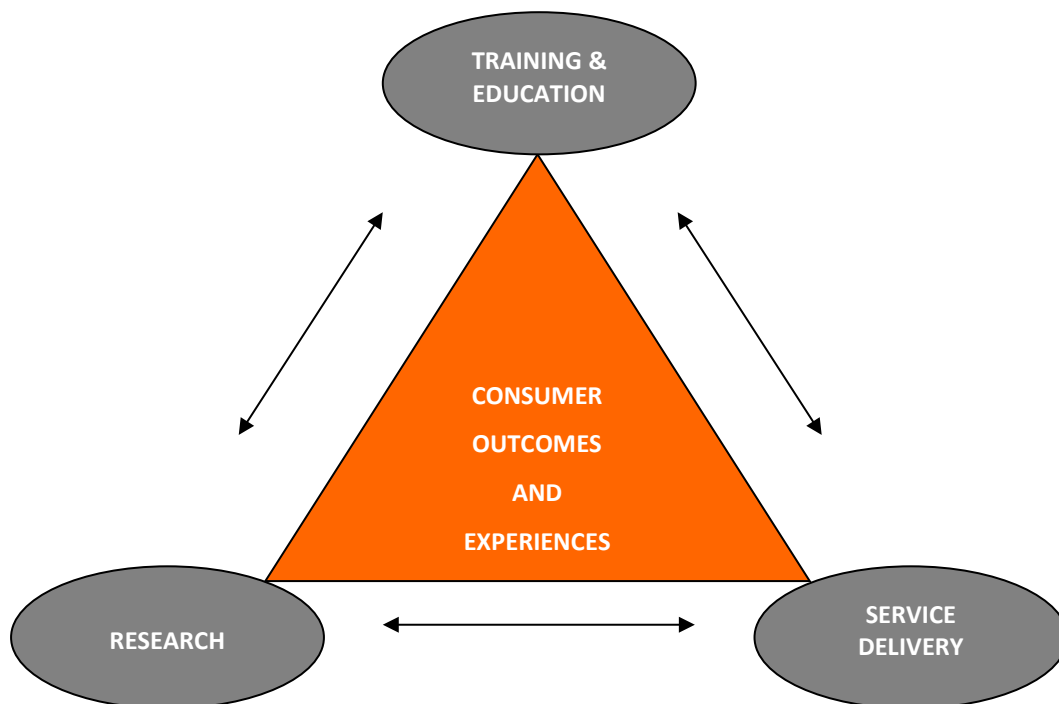 TRAINING &
EDUCATION
CONSUMER
OUTCOMES
AND
EXPERIENCES
RESEARCH
SERVICE
DELIVERY